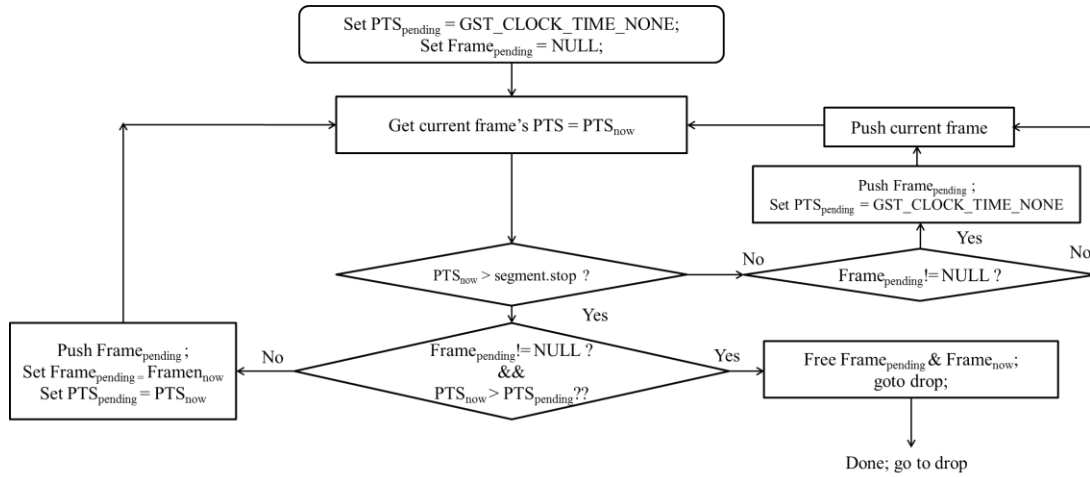 Set PTSpending = GST_CLOCK_TIME_NONE;
Set Framepending = NULL;
Get current frame's PTS = PTSnow
Push current frame
Push Framepending ;
Set PTSpending = GST_CLOCK_TIME_NONE
Yes
No
No
PTSnow > segment.stop ?
Framepending!= NULL ?
Yes
Push Framepending ;
Set Framepending = Framennow
Set PTSpending = PTSnow
No
Framepending!= NULL ?
&&
PTSnow > PTSpending??
Yes
Free Framepending & Framenow;
goto drop;
Done; go to drop